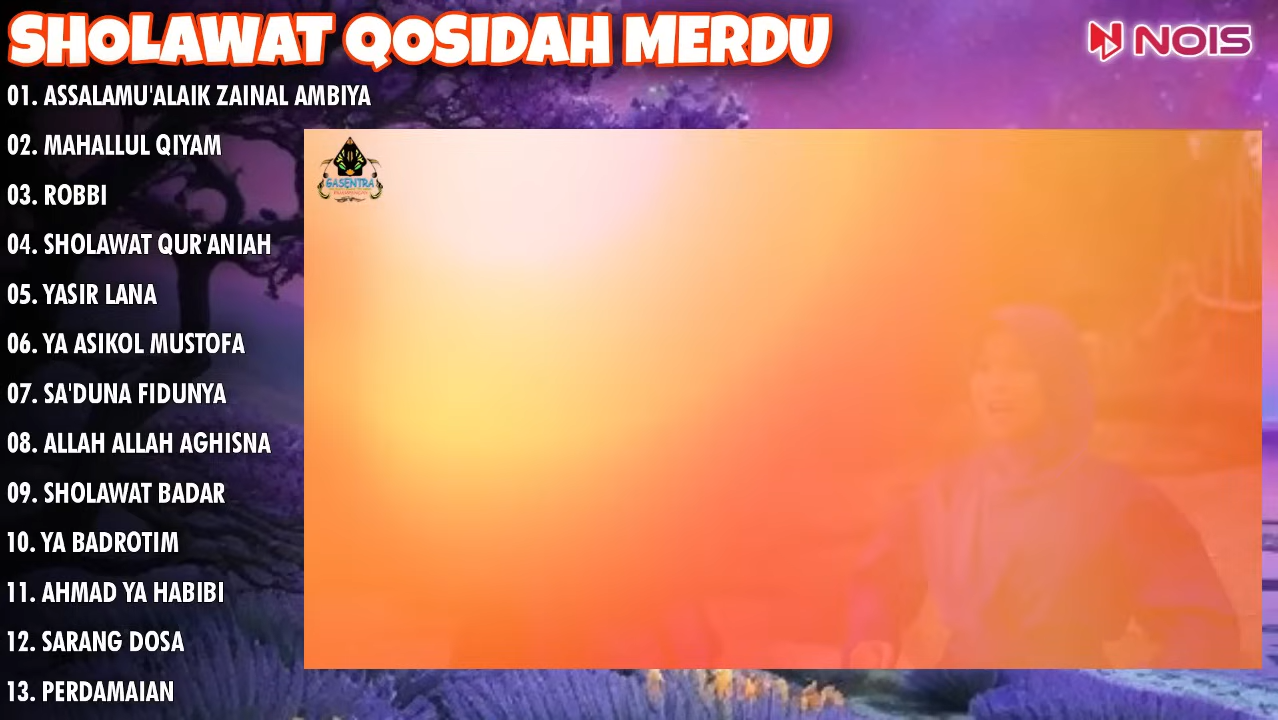 SHOLAWAT QOSIDAH MERDU
NOIS
01. ASSALAMU'ALAIK ZAINAL AMBIYA
02. MAHALLUL QIYAM
03. ROBBI
04. SHOLAWAT QUR'ANIAH
05. YASIR LANA
06. YA ASIKOL MUSTOFA
07. SA'DUNA FIDUNYA
08. ALLAH ALLAH AGHISNA
09. SHOLAWAT BADAR
10. YA BADROTIM
11. AHMAD YA HABIBI
12. SARANG DOSA
13. PERDAMAIAN
GASENTRA